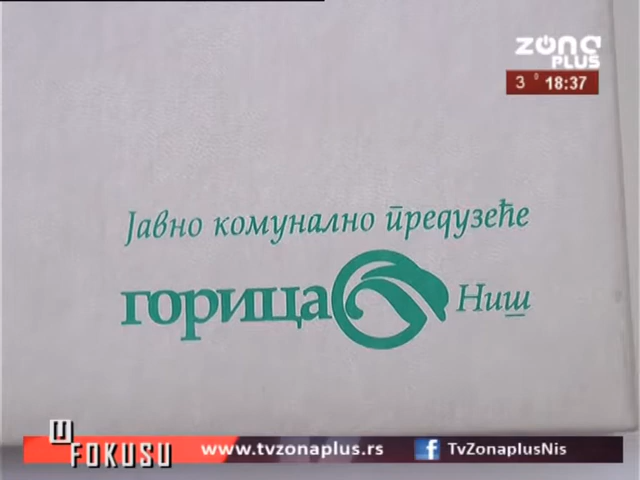 zona
PLUS
3° 18:37
Јавно комунално предузеће
горица Ниш
U
FOKUSU
www.tvzonaplus.rs
TvZonaplusNis